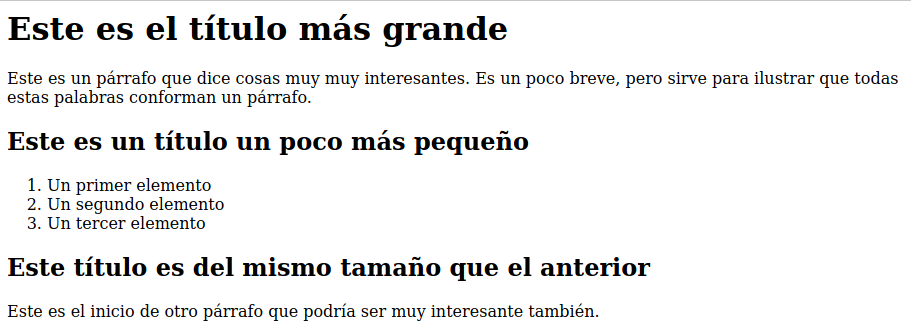 Este es el título más grande
Este es un párrafo que dice cosas muy muy interesantes. Es un poco breve, pero sirve para ilustrar que todas
estas palabras conforman un párrafo.
Este es un título un poco más pequeño
1. Un primer elemento
2. Un segundo elemento
3. Un tercer elemento
Este título es del mismo tamaño que el anterior
Este es el inicio de otro párrafo que podría ser muy interesante también.